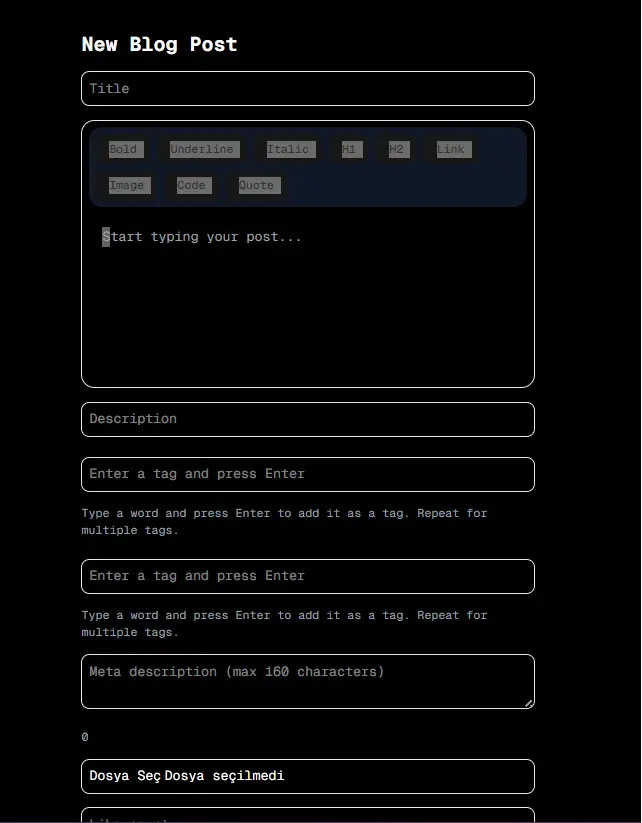 New Blog Post
Title
Bold Underline Italic H1 H2 Link
Image Code Quote
Start typing your post...
Description
Enter a tag and press Enter
Type a word and press Enter to add it as a tag. Repeat for
multiple tags.
Enter a tag and press Enter
Type a word and press Enter to add it as a tag. Repeat for
multiple tags.
Meta description (max 160 characters)
0
Dosya Seç Dosya seçilmedi